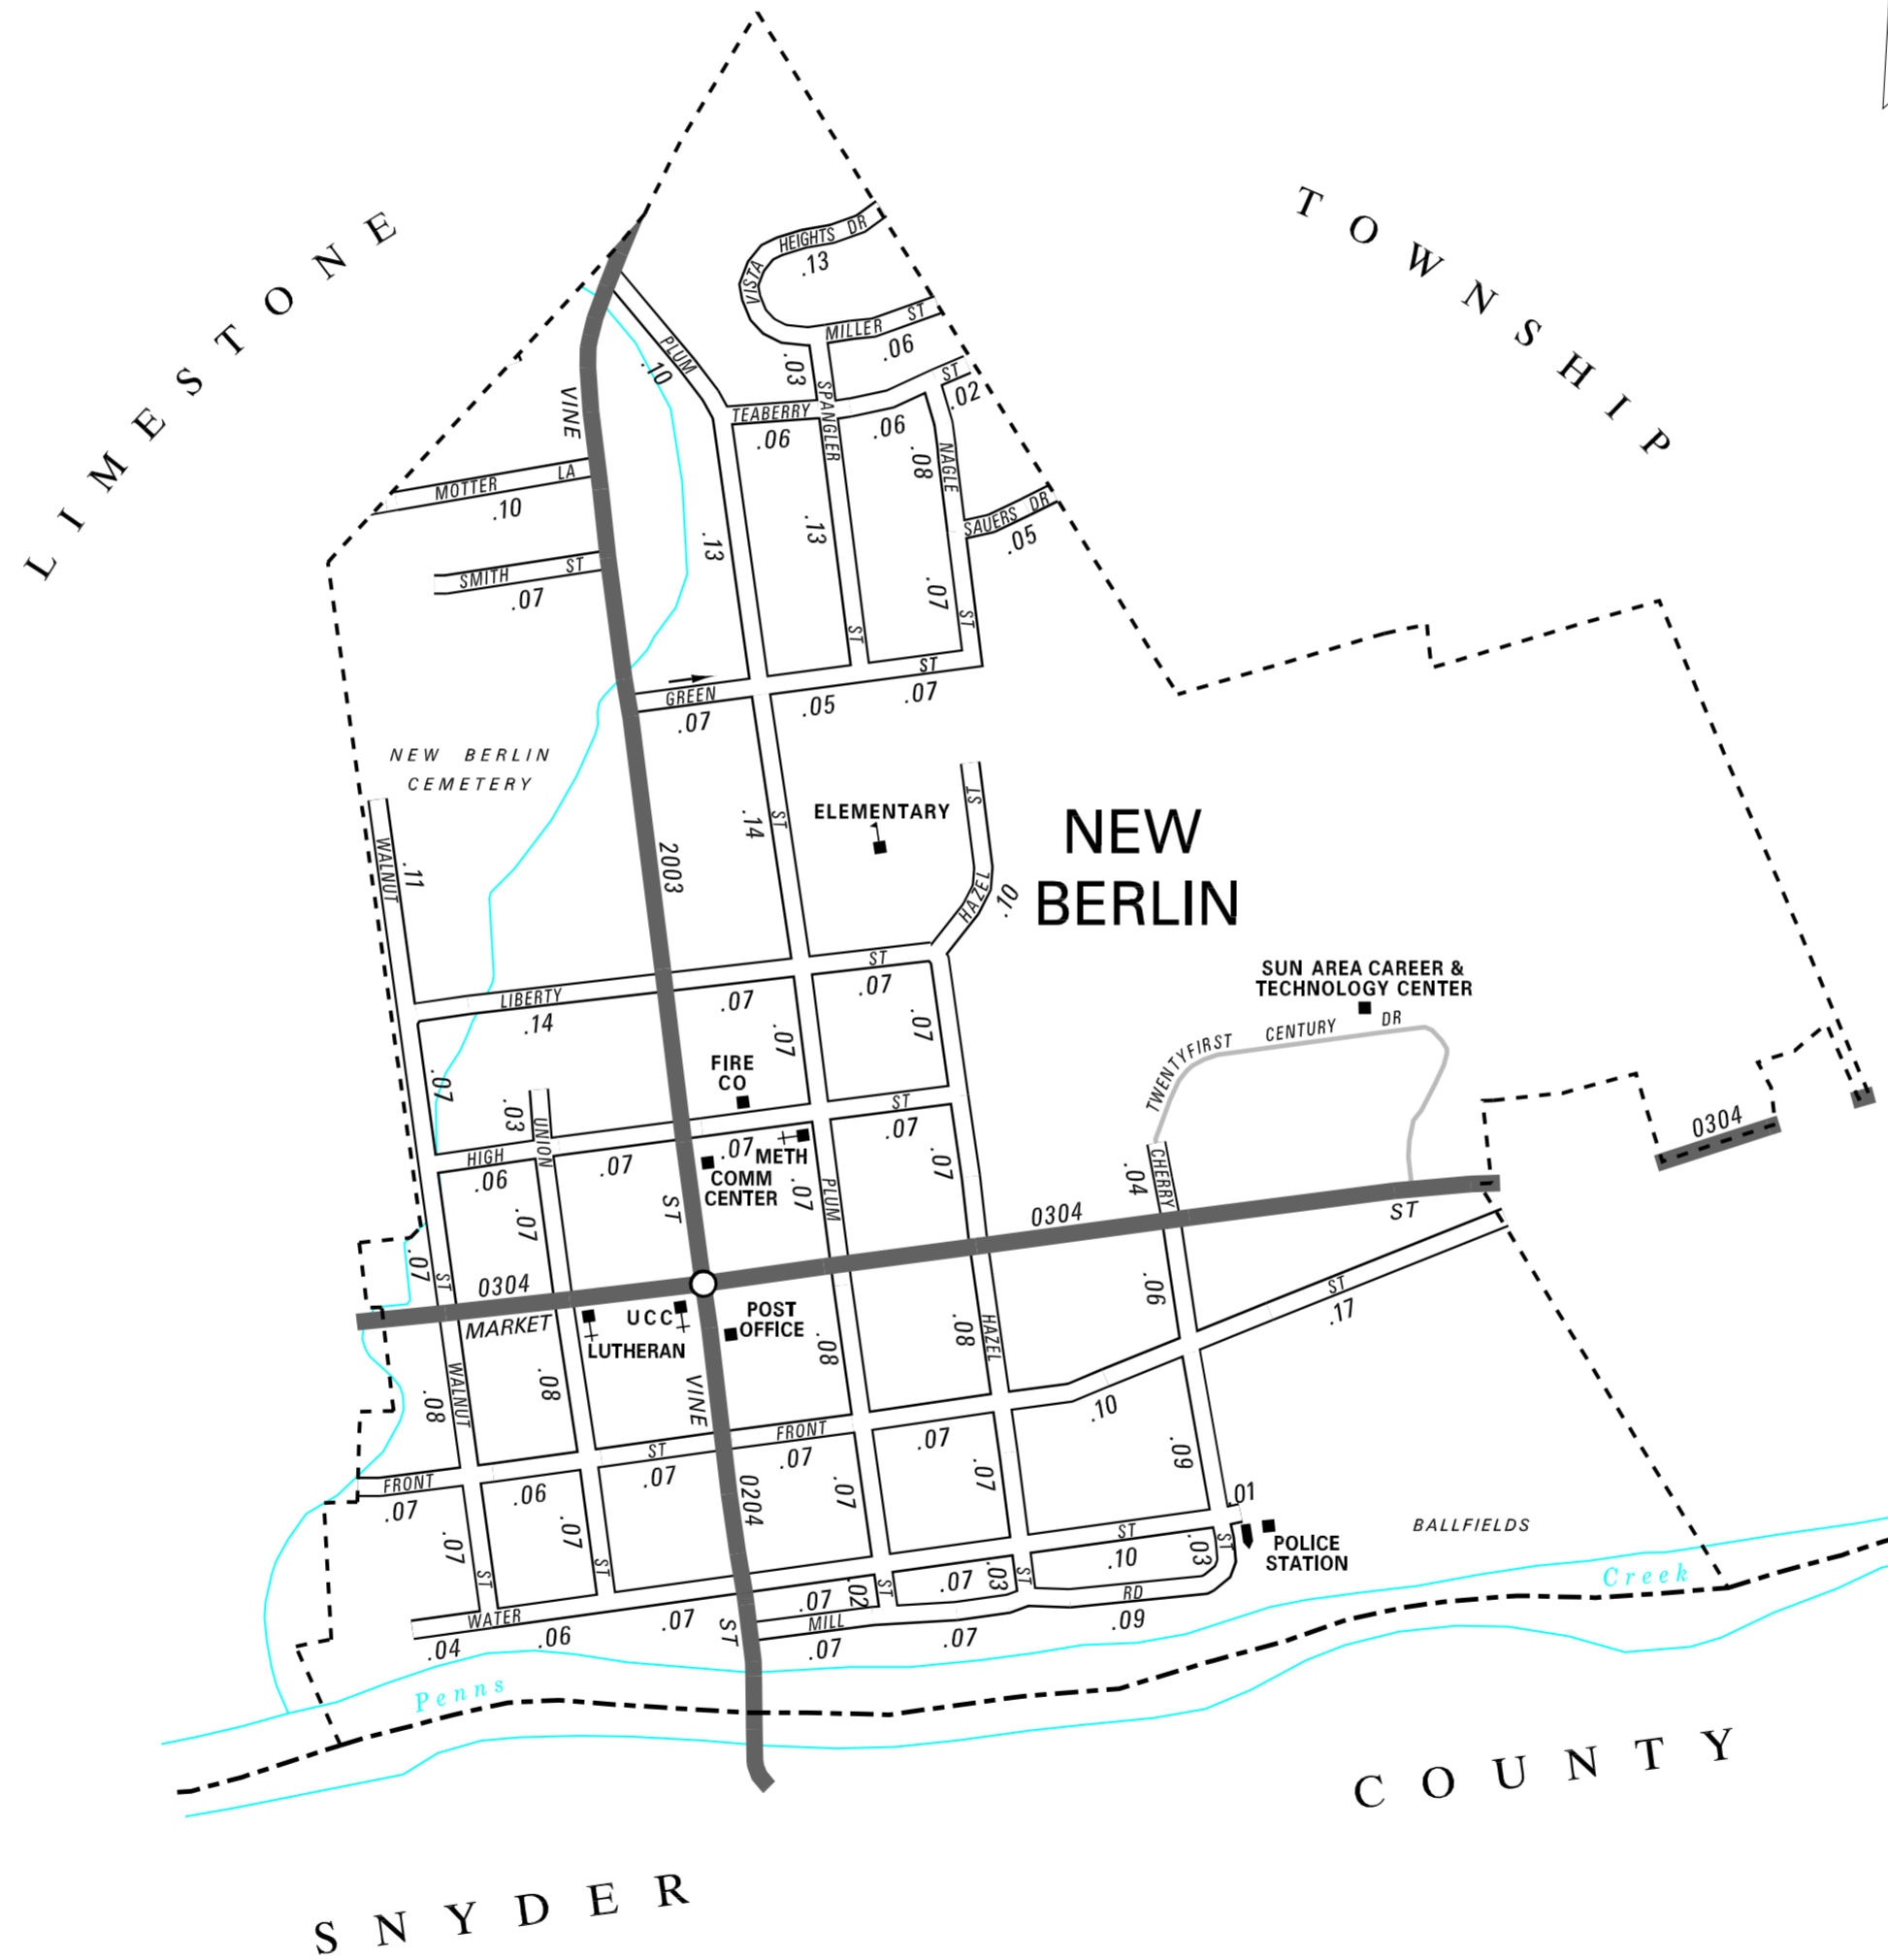 LIMESTONE
TOWNSHIP
VISTA HEIGHTS DR
.13
MILLER ST
.06
.03
PLUM
.10
SPANGLER
ST
.02
TEABERRY
.06
.06
VINE
.08
NAGLE
MOTTER LA
.10
SAUERS DR
.05
.13
.13
SMITH ST
.07
.07
ST
ST
GREEN ST
.07
.05
.07
NEW BERLIN
CEMETERY
ST
ELEMENTARY
NEW
BERLIN
.14
ST
2003
WALNUT
.11
HAZEL
.10
LIBERTY ST
.14
.07
.07
SUN AREA CAREER &
TECHNOLOGY CENTER
TWENTYFIRST CENTURY DR
.07
.07
FIRE
CO
.07
.03
UNION
ST
.07
0304
HIGH
.06
.07
.07
METH
COMM
CENTER
.07
PLUM
.07
.04
CHERRY
.07
ST
0304
ST
.07
ST
0304
MARKET
.06
ST
.17
UCC
POST
OFFICE
LUTHERAN
.08
.08
HAZEL
WALNUT
.08
.08
VINE
.10
FRONT
ST
.07
.07
.07
.09
FRONT
.07
.06
0204
.07
.07
.01
.07
.07
BALLFIELDS
ST
.10
.03
ST
POLICE
STATION
ST
ST
.07
.02
ST
.07
.03
ST
RD
.09
Creek
WATER
.04
.06
.07
ST
MILL
.07
.07
Penns
COUNTY
SNYDER